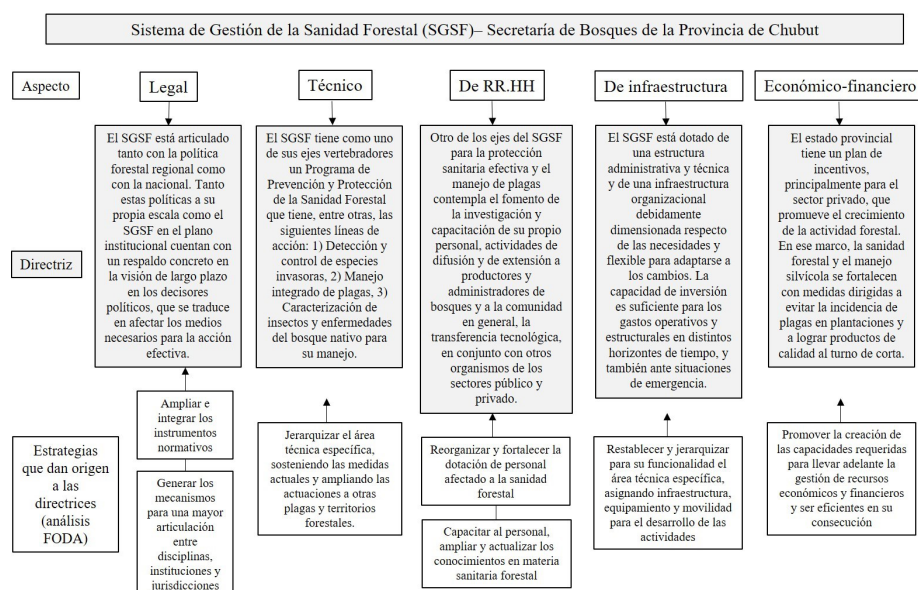 Sistema de Gestión de la Sanidad Forestal (SGSF)– Secretaría de Bosques de la Provincia de Chubut
Aspecto
Legal
Técnico
De RR.HH
De infraestructura
Económico-financiero
Directriz
El SGSF está articulado
tanto con la política
forestal regional como
con la nacional. Tanto
estas políticas a su
propia escala como el
SGSF en el plano
institucional cuentan con
un respaldo concreto en
la visión de largo plazo
en los decisores
políticos, que se traduce
en afectar los medios
necesarios para la acción
efectiva.
El SGSF tiene como uno
de sus ejes vertebradores
un Programa de
Prevención y Protección
de la Sanidad Forestal
que tiene, entre otras, las
siguientes líneas de
acción: 1) Detección y
control de especies
invasoras, 2) Manejo
integrado de plagas, 3)
Caracterización de
insectos y enfermedades
del bosque nativo para
su manejo.
Otro de los ejes del SGSF
para la protección
sanitaria efectiva y el
manejo de plagas
contempla el fomento de
la investigación y
capacitación de su propio
personal, actividades de
difusión y de extensión a
productores y
administradores de
bosques y a la comunidad
en general, la
transferencia tecnológica,
en conjunto con otros
organismos de los
sectores público y
privado.
El SGSF está dotado de
una estructura
administrativa y técnica
y de una infraestructura
organizacional
debidamente
dimensionada respecto
de las necesidades y
flexible para adaptarse a
los cambios. La
capacidad de inversión
es suficiente para los
gastos operativos y
estructurales en distintos
horizontes de tiempo, y
también ante situaciones
de emergencia.
El estado provincial
tiene un plan de
incentivos,
principalmente para el
sector privado, que
promueve el crecimiento
de la actividad forestal.
En ese marco, la sanidad
forestal y el manejo
silvícola se fortalecen
con medidas dirigidas a
evitar la incidencia de
plagas en plantaciones y
a lograr productos de
calidad al turno de corta.
Estrategias
que dan origen
a las
directrices
(análisis
FODA)
Ampliar e
integrar los
instrumentos
normativos
Generar los
mecanismos
para una mayor
articulación
entre
disciplinas,
instituciones y
jurisdicciones
Jerarquizar el área
técnica específica,
sosteniendo las medidas
actuales y ampliando las
actuaciones a otras
plagas y territorios
forestales.
Reorganizar y fortalecer la
dotación de personal
afectado a la sanidad
forestal
Capacitar al personal,
ampliar y actualizar los
conocimientos en materia
sanitaria forestal
Restablecer y jerarquizar
para su funcionalidad el
área técnica específica,
asignando infraestructura,
equipamiento y movilidad
para el desarrollo de las
actividades
Promover la creación de
las capacidades requeridas
para llevar adelante la
gestión de recursos
económicos y financieros
y ser eficientes en su
consecución